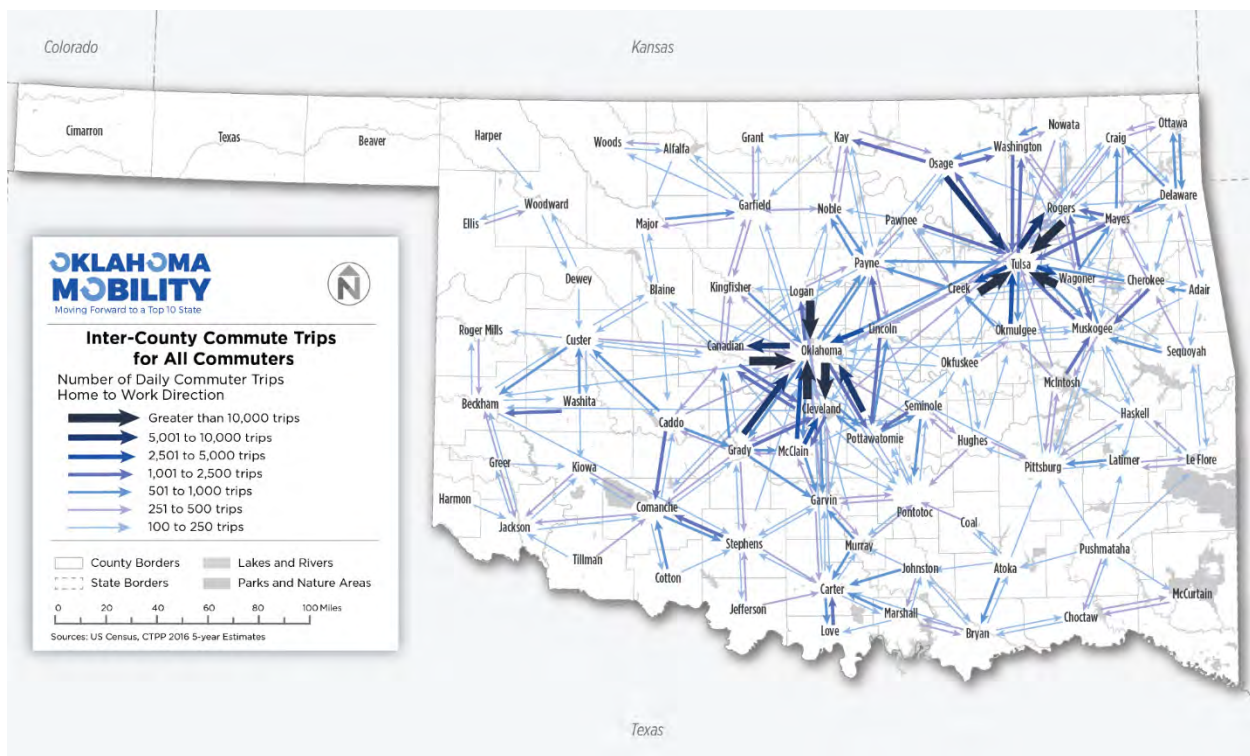 Colorado
Kansas
Cimarron
Texas
Beaver
Harper
Woods
Alfalfa
Grant
Kay
Osage
Washington
Nowata
Craig
Ottawa
Ellis
Woodward
Major
Garfield
Noble
Pawnee
Rogers
Mayes
Delaware
Dewey
Blaine
Kingfisher
Logan
Payne
Creek
Tulsa
Wagoner
Cherokee
Adair
Roger Mills
Custer
Canadian
Oklahoma
Lincoln
Okmulgee
Muskogee
Okfuskee
Sequoyah
McIntosh
Beckham
Washita
Caddo
Cleveland
Seminole
Haskell
Grady
McClain
Pottawatomie
Hughes
Pittsburg
Latimer
Le Flore
Greer
Kiowa
Harmon
Jackson
Comanche
Garvin
Pontotoc
Coal
Tillman
Stephens
Murray
Pushmataha
Cotton
Johnston
Atoka
Carter
McCurtain
Jefferson
Marshall
Choctaw
Love
Bryan
Texas
OKLAHOMA
MOBILITY
Moving Forward to a Top 10 State
N
Inter-County Commute Trips
for All Commuters
Number of Daily Commuter Trips
Home to Work Direction
Greater than 10,000 trips
5,001 to 10,000 trips
2,501 to 5,000 trips
1,001 to 2,500 trips
501 to 1,000 trips
251 to 500 trips
100 to 250 trips
County Borders
Lakes and Rivers
State Borders
Parks and Nature Areas
0 20 40 60 80 100 Miles
Sources: US Census, CTPP 2016 5-year Estimates